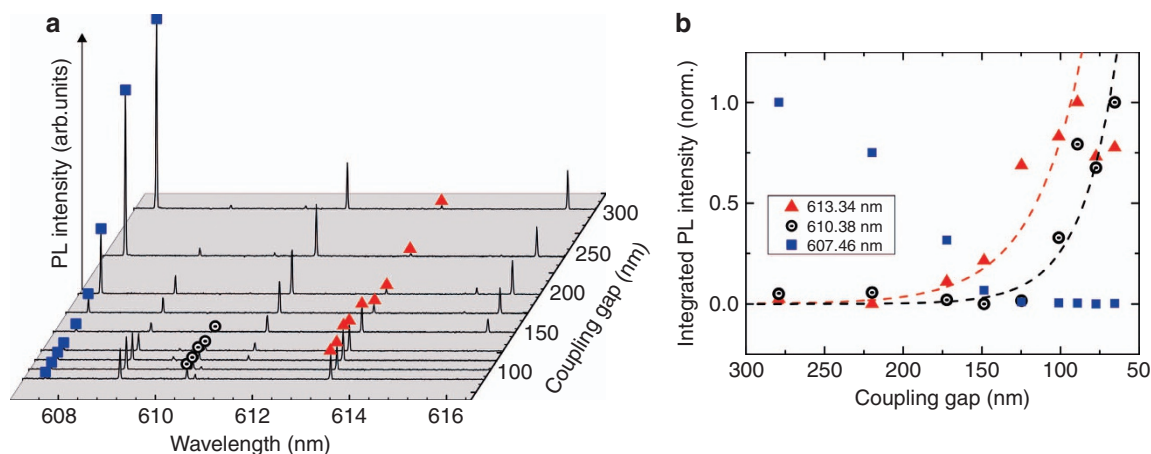 a
PL intensity (arb.units)
300
250
200
150
100
Coupling gap (nm)
608 610 612 614 616
Wavelength (nm)
b
Integrated PL intensity (norm.)
1.0
0.5
0.0
613.34 nm
610.38 nm
607.46 nm
300 250 200 150 100 50
Coupling gap (nm)